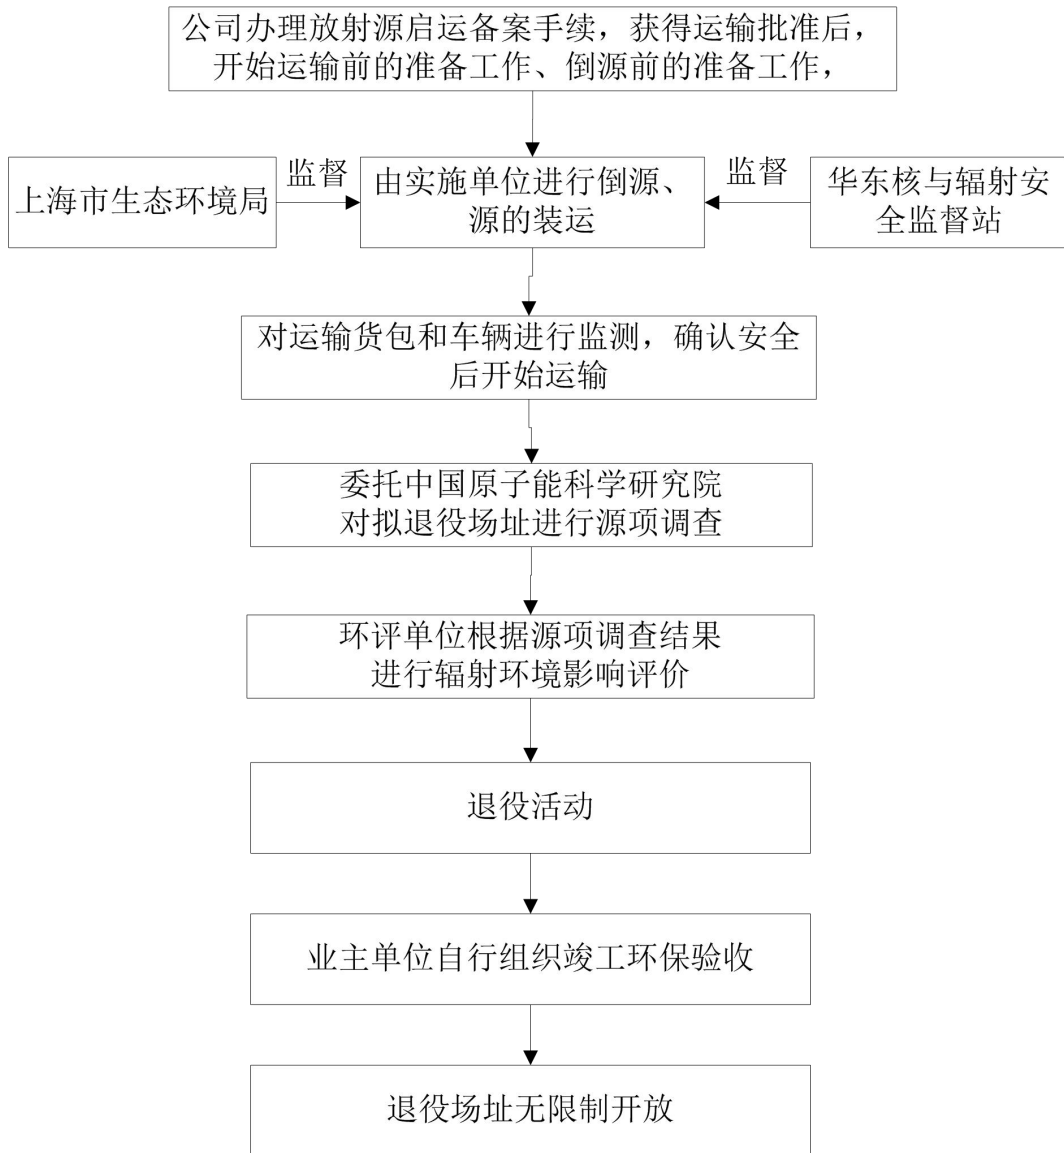 公司办理放射源启运备案手续，获得运输批准后，
开始运输前的准备工作、倒源前的准备工作，
上海市生态环境局
监督
由实施单位进行倒源、
源的装运
监督
华东核与辐射安
全监督站
对运输货包和车辆进行监测，确认安全
后开始运输
委托中国原子能科学研究院
对拟退役场址进行源项调查
环评单位根据源项调查结果
进行辐射环境影响评价
退役活动
业主单位自行组织竣工环保验收
退役场址无限制开放